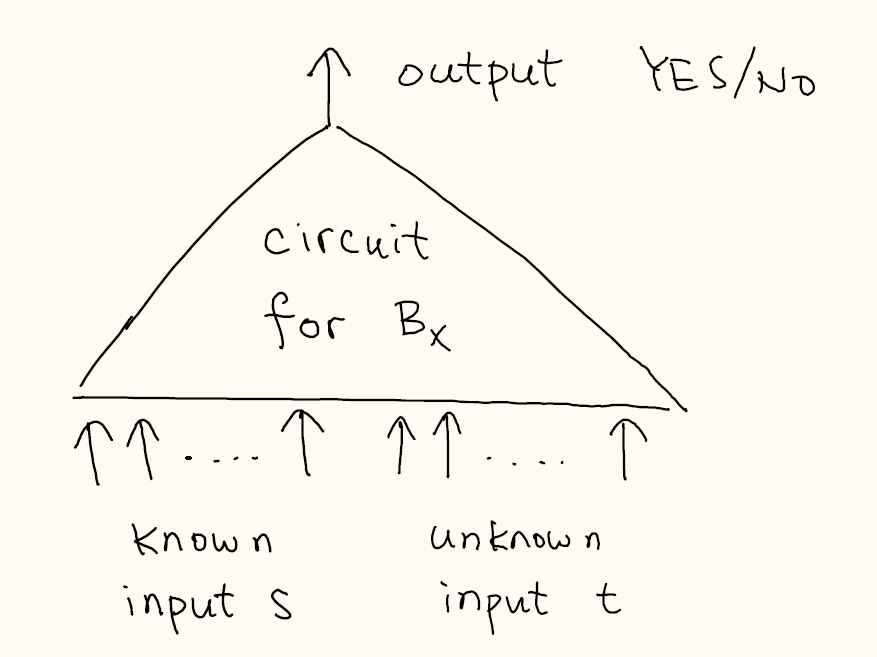 output YES/NO
circuit
for Bx
known unknown
input s input t